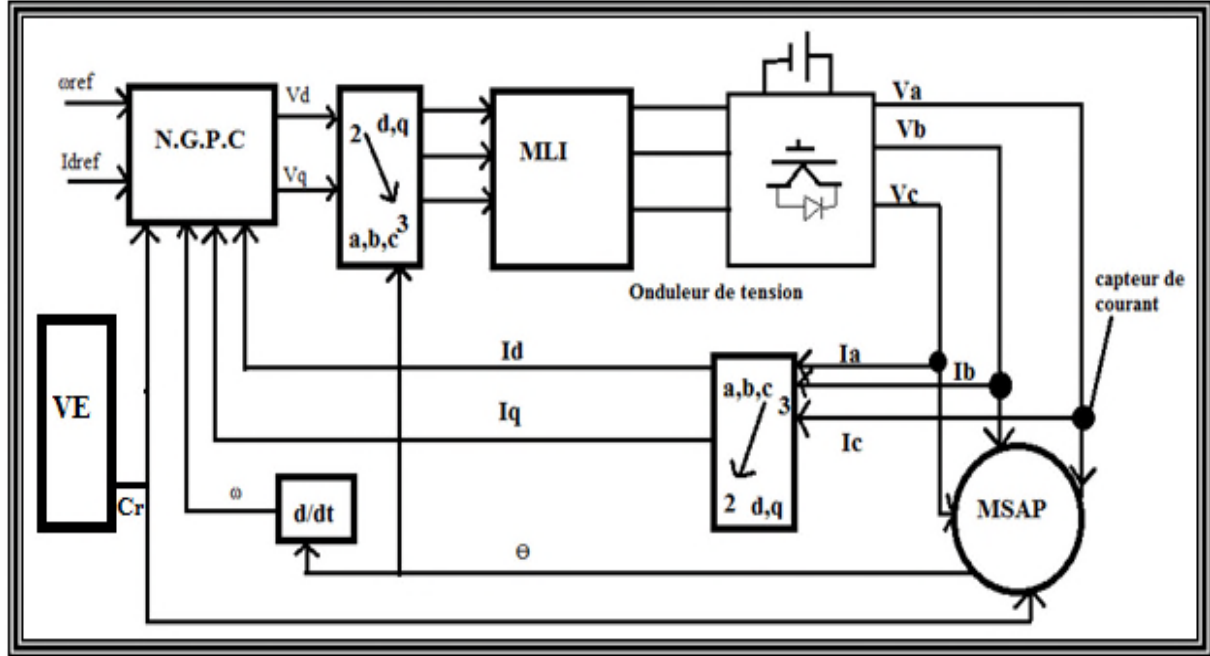 ωref
Idref
N.G.P.C
Vd
Vq
2 d,q
a,b,c 3
MLI
Onduleur de tension
Va
Vb
Vc
capteur de
courant
VE
Cr
Id
Iq
ω
d/dt
Θ
a,b,c 3
2 d,q
Ia
Ib
Ic
MSAP